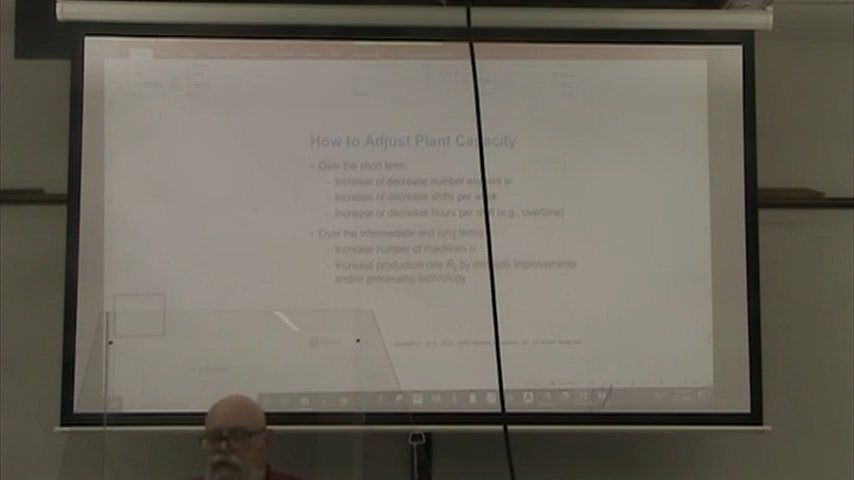 How to Adjust Plant Capacity
• Over the short term:
– Increase of decrease number workers w
– Increase or decrease shifts per week
– Increase or decrease hours per shift (e.g., overtime)
• Over the intermediate and long terms:
– Increase number of machines n
– Increase production rate Rp by methods improvements
and/or processing technology